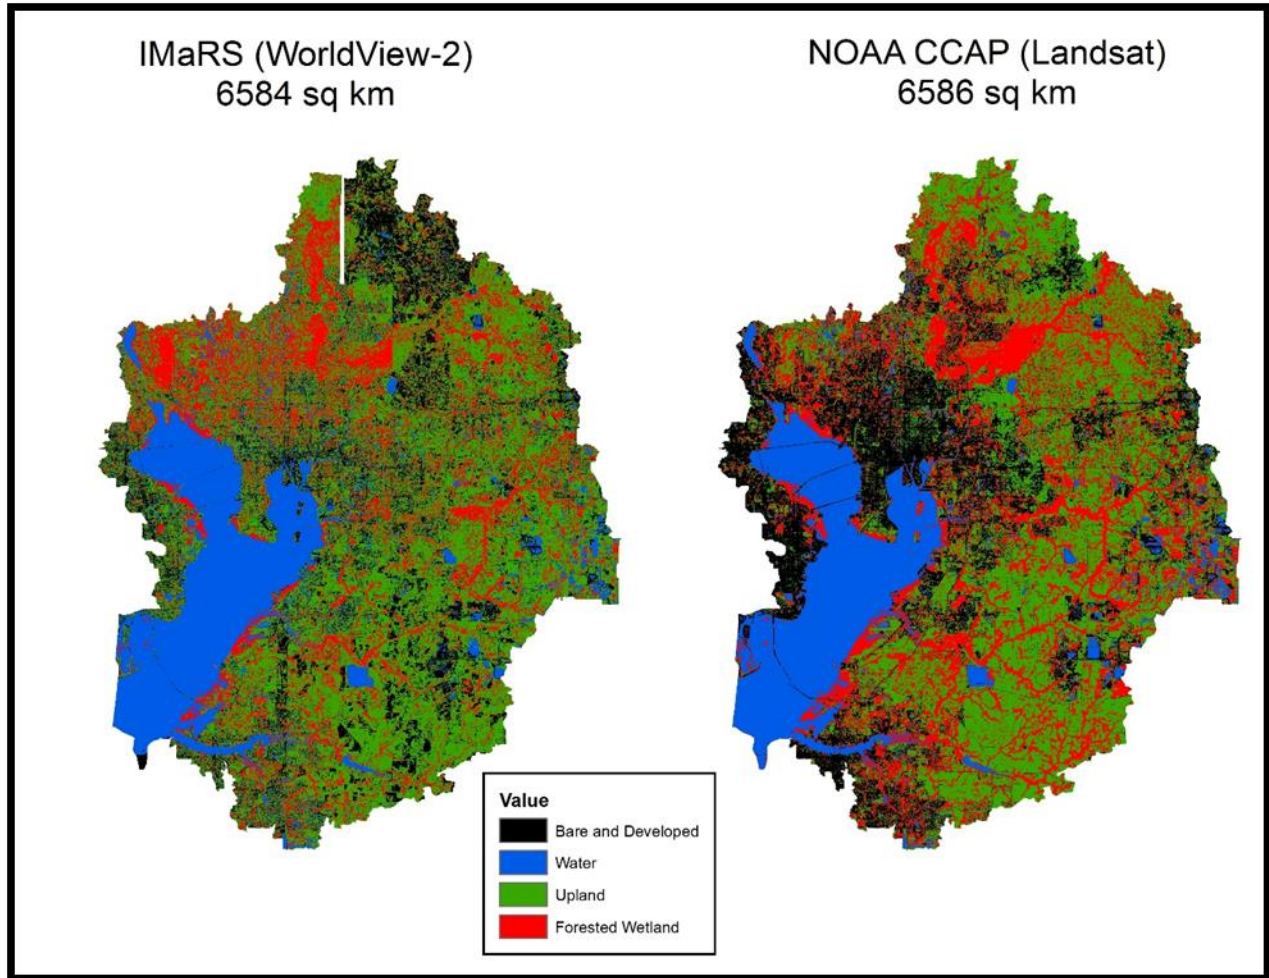 IMaRS (WorldView-2)
6584 sq km
NOAA CCAP (Landsat)
6586 sq km
Value
Bare and Developed
Water
Upland
Forested Wetland